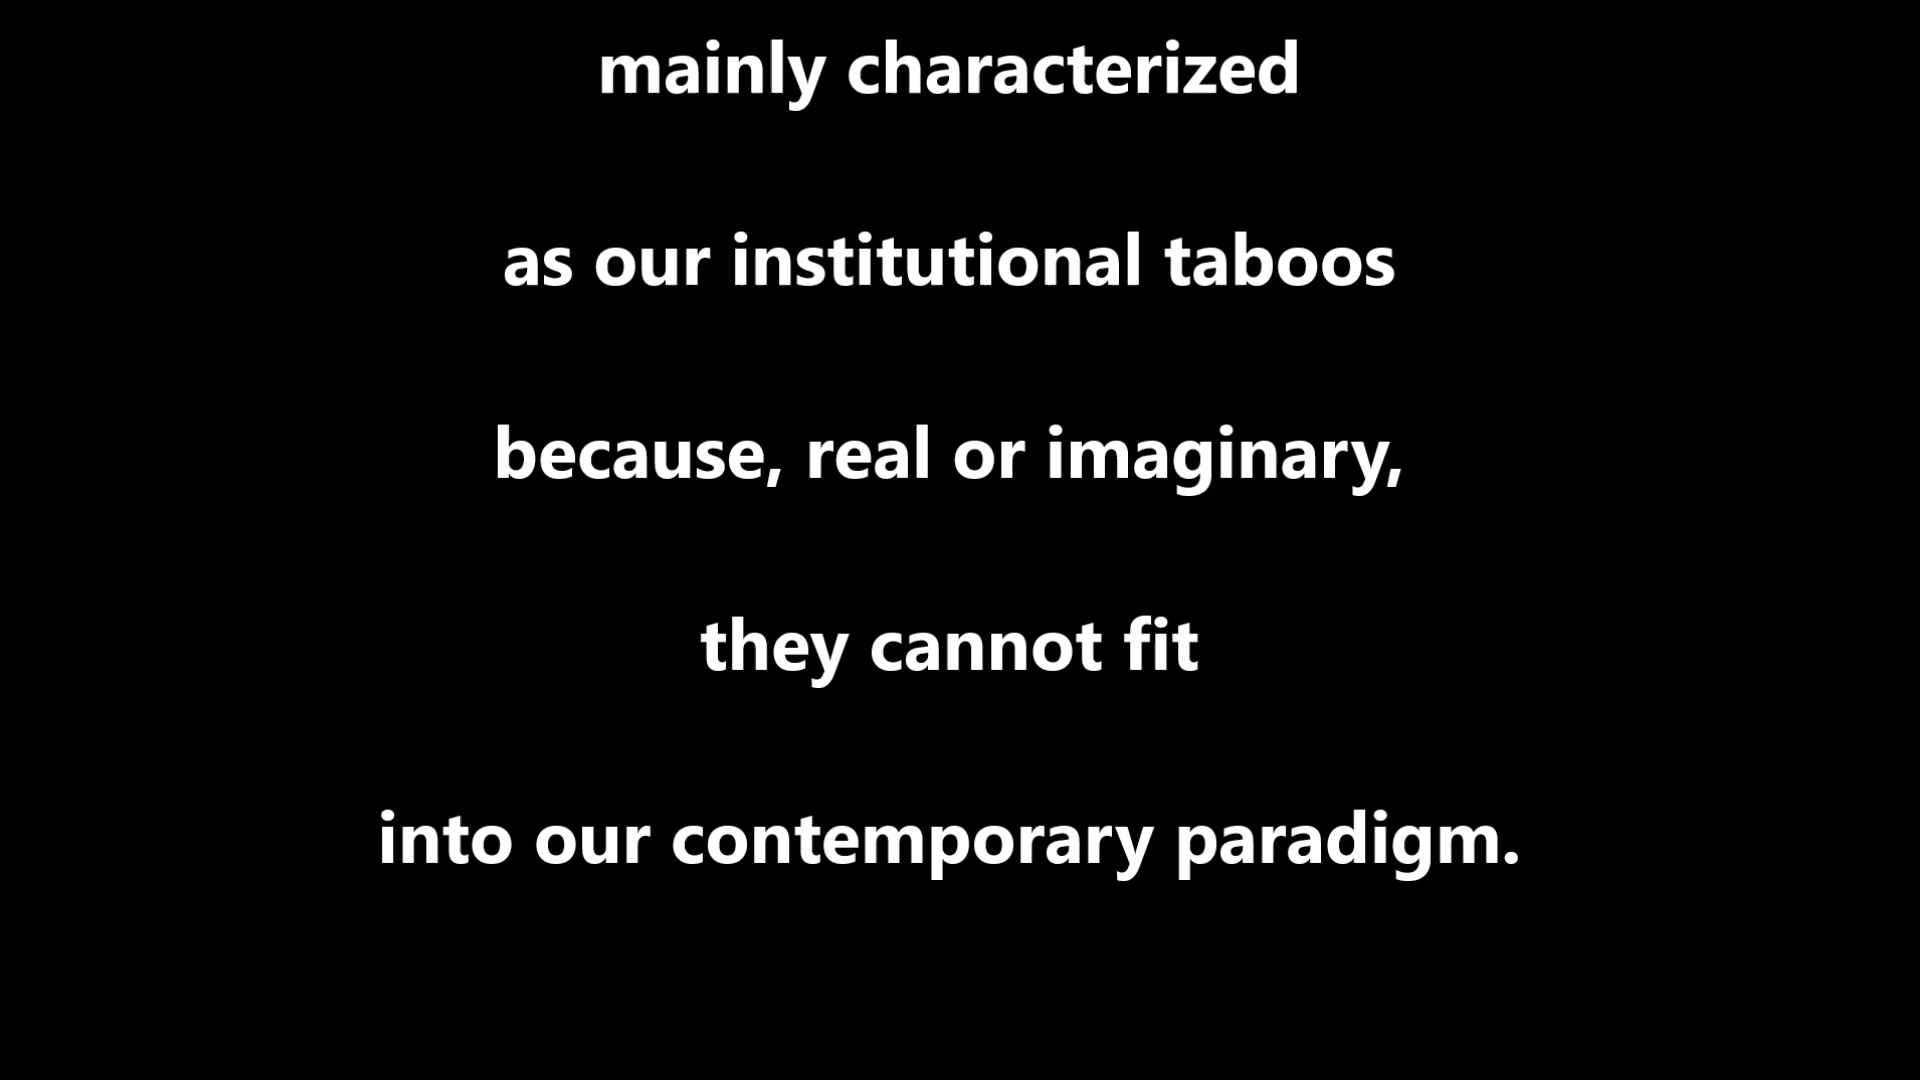 mainly characterized
as our institutional taboos
because, real or imaginary,
they cannot fit
into our contemporary paradigm.